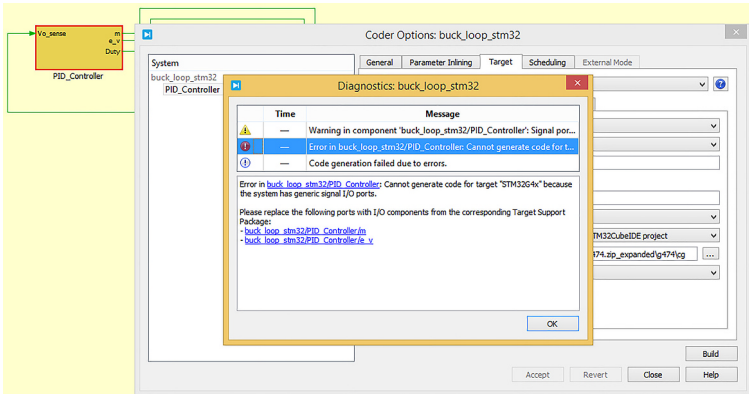 Vo_sense
m
e_v
Duty
PID_Controller
Coder Options: buck_loop_stm32
System
buck_loop_stm32
PID_Controller
General
Parameter Inlining
Target
Scheduling
External Mode
Diagnostics: buck_loop_stm32
Time
Message
— Warning in component 'buck_loop_stm32/PID_Controller': Signal por...
— Error in buck_loop_stm32/PID_Controller: Cannot generate code for t...
— Code generation failed due to errors.
Error in buck_loop_stm32/PID_Controller: Cannot generate code for target "STM32G4x" because
the system has generic signal I/O ports.
Please replace the following ports with I/O components from the corresponding Target Support
Package:
- buck_loop_stm32/PID_Controller/m
- buck_loop_stm32/PID_Controller/e_v
OK
TM32CubeIDE project
474.zip_expanded\g474\cg
...
Build
Accept
Revert
Close
Help